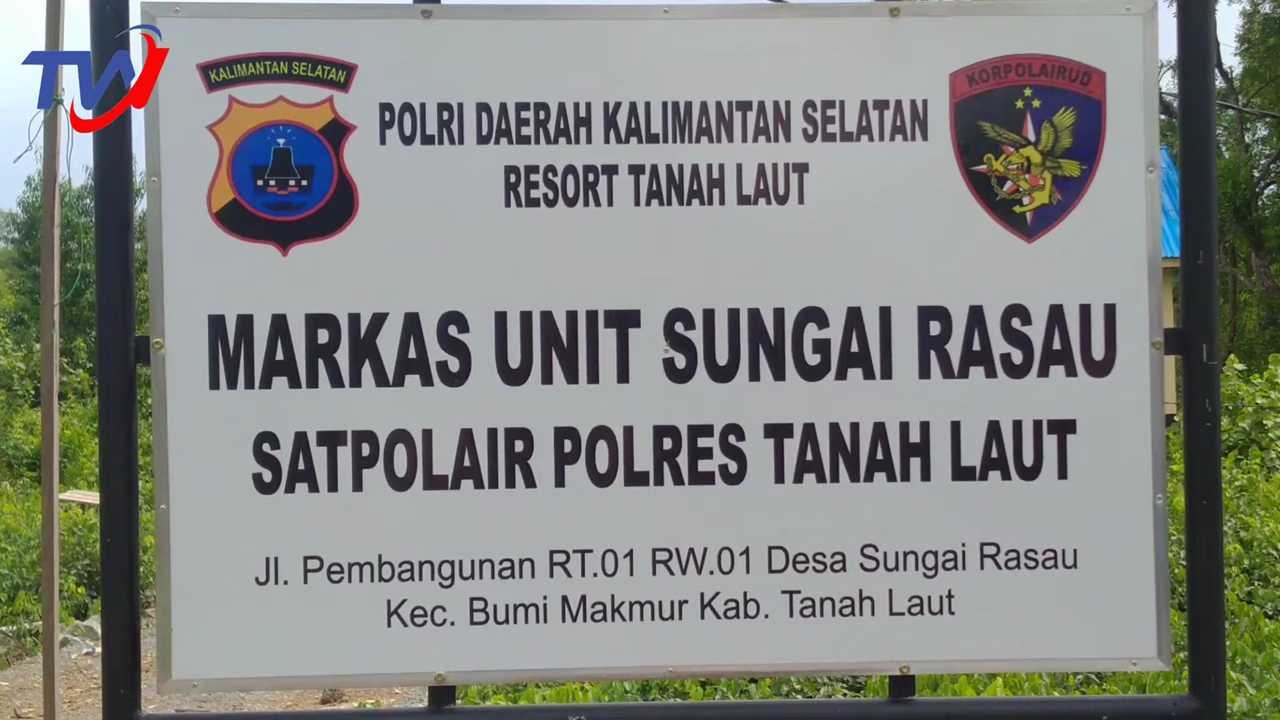 TW
KALIMANTAN SELATAN
KORPOLAIRUD
POLRI DAERAH KALIMANTAN SELATAN
RESORT TANAH LAUT
MARKAS UNIT SUNGAI RASAU
SATPOLAIR POLRES TANAH LAUT
Jl. Pembangunan RT.01 RW.01 Desa Sungai Rasau
Kec. Bumi Makmur Kab. Tanah Laut